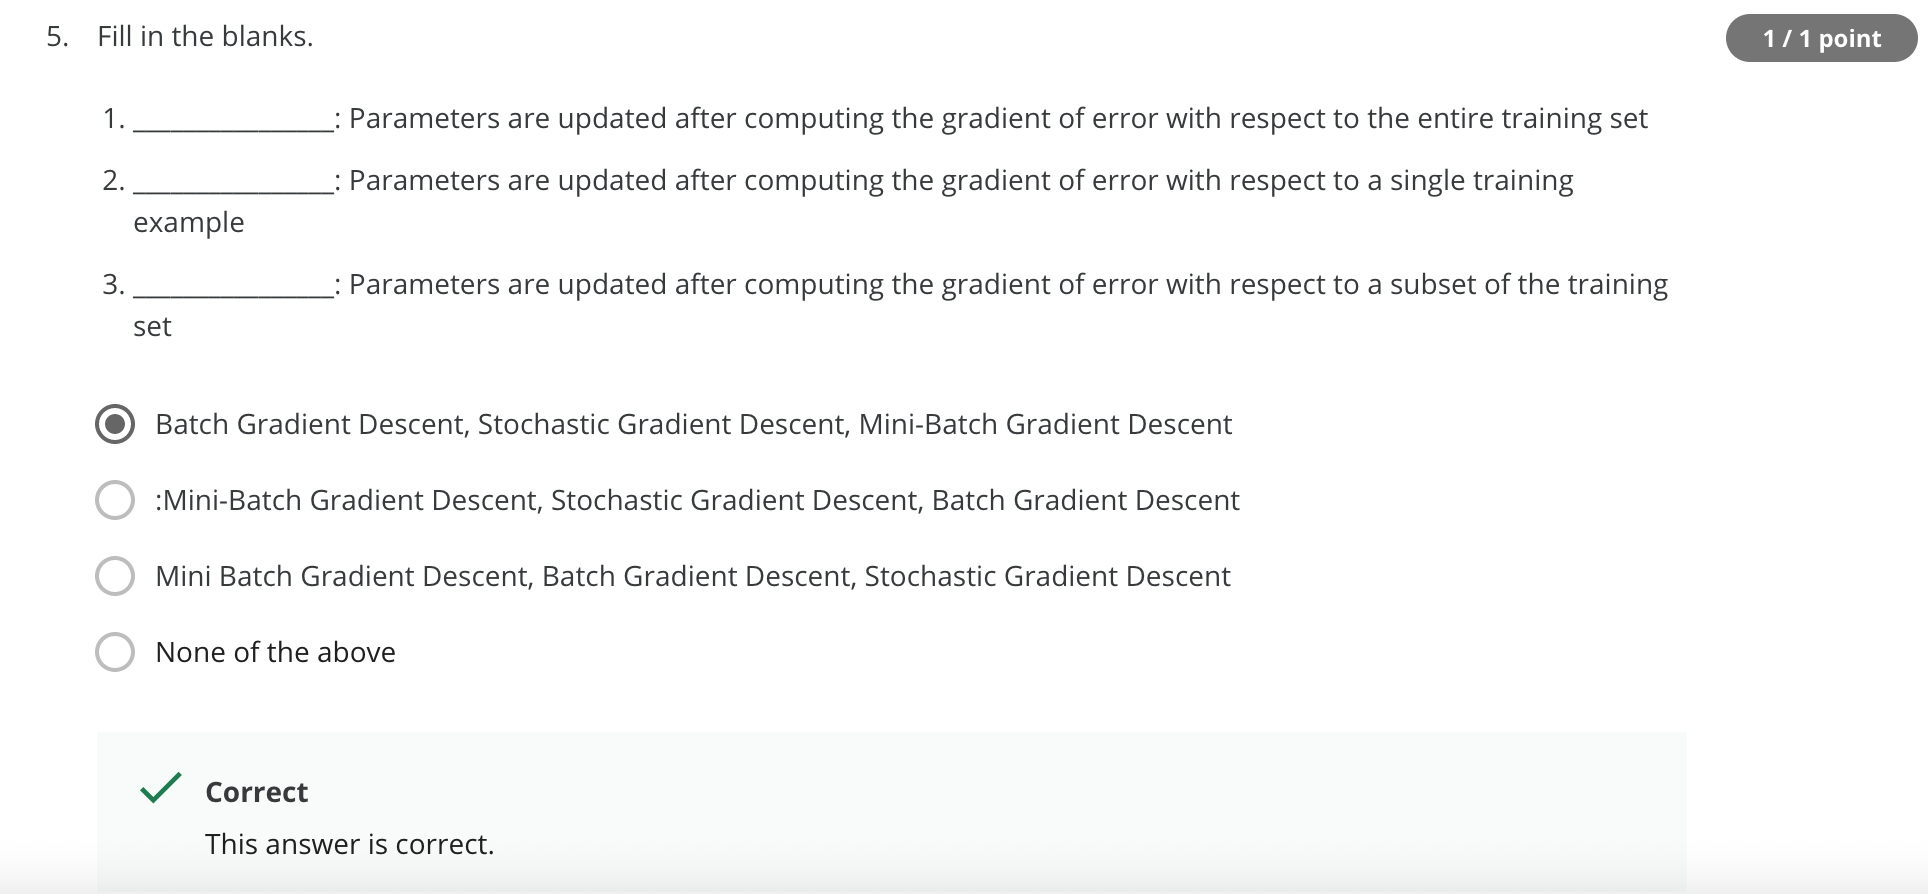 5. Fill in the blanks.
1 / 1 point
1. ______________: Parameters are updated after computing the gradient of error with respect to the entire training set
2. ______________: Parameters are updated after computing the gradient of error with respect to a single training
example
3. ______________: Parameters are updated after computing the gradient of error with respect to a subset of the training
set
Batch Gradient Descent, Stochastic Gradient Descent, Mini-Batch Gradient Descent
:Mini-Batch Gradient Descent, Stochastic Gradient Descent, Batch Gradient Descent
Mini Batch Gradient Descent, Batch Gradient Descent, Stochastic Gradient Descent
None of the above
Correct
This answer is correct.